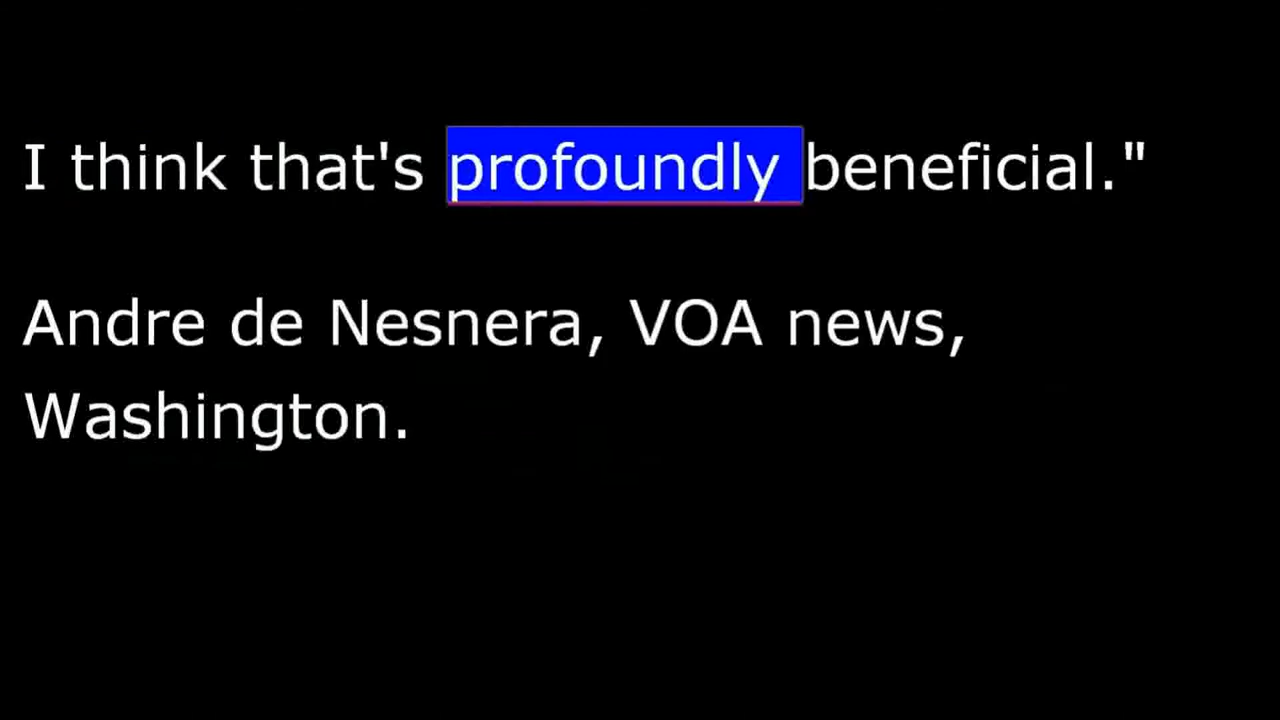 I think that's profoundly beneficial."
Andre de Nesnera, VOA news,
Washington.